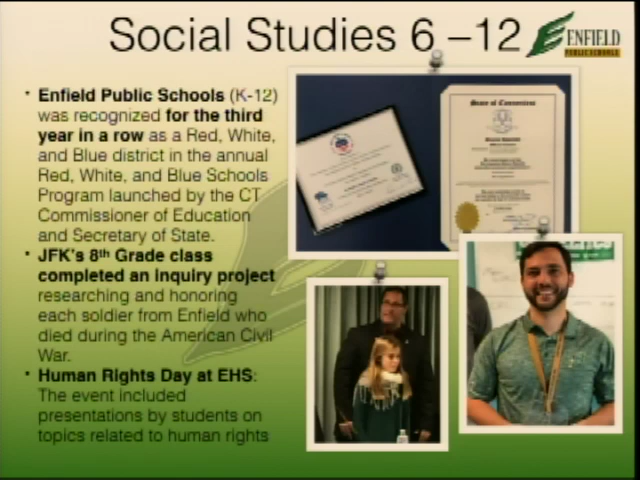 Social Studies 6 –12
ENFIELD
PUBLIC SCHOOLS
• Enfield Public Schools (K-12)
was recognized for the third
year in a row as a Red, White,
and Blue district in the annual
Red, White, and Blue Schools
Program launched by the CT
Commissioner of Education
and Secretary of State.
• JFK's 8th Grade class
completed an Inquiry project
researching and honoring
each soldier from Enfield who
died during the American Civil
War.
• Human Rights Day at EHS:
The event included
presentations by students on
topics related to human rights
State of Connecticut